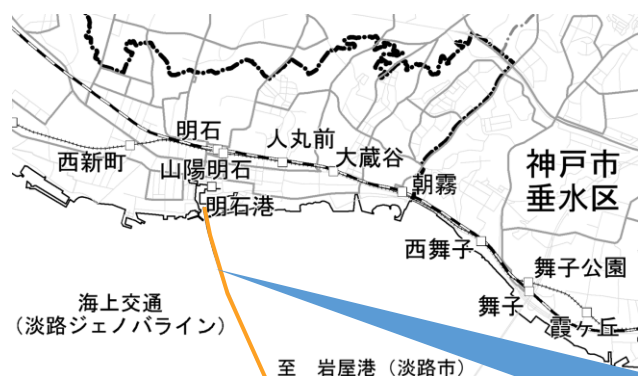 明石
人丸前
西新町
山陽明石
大蔵谷
朝霧
神戸市
垂水区
明石港
西舞子
舞子公園
海上交通
(淡路ジェノバライン)
舞子
霞ヶ丘
至 岩屋港(淡路市)